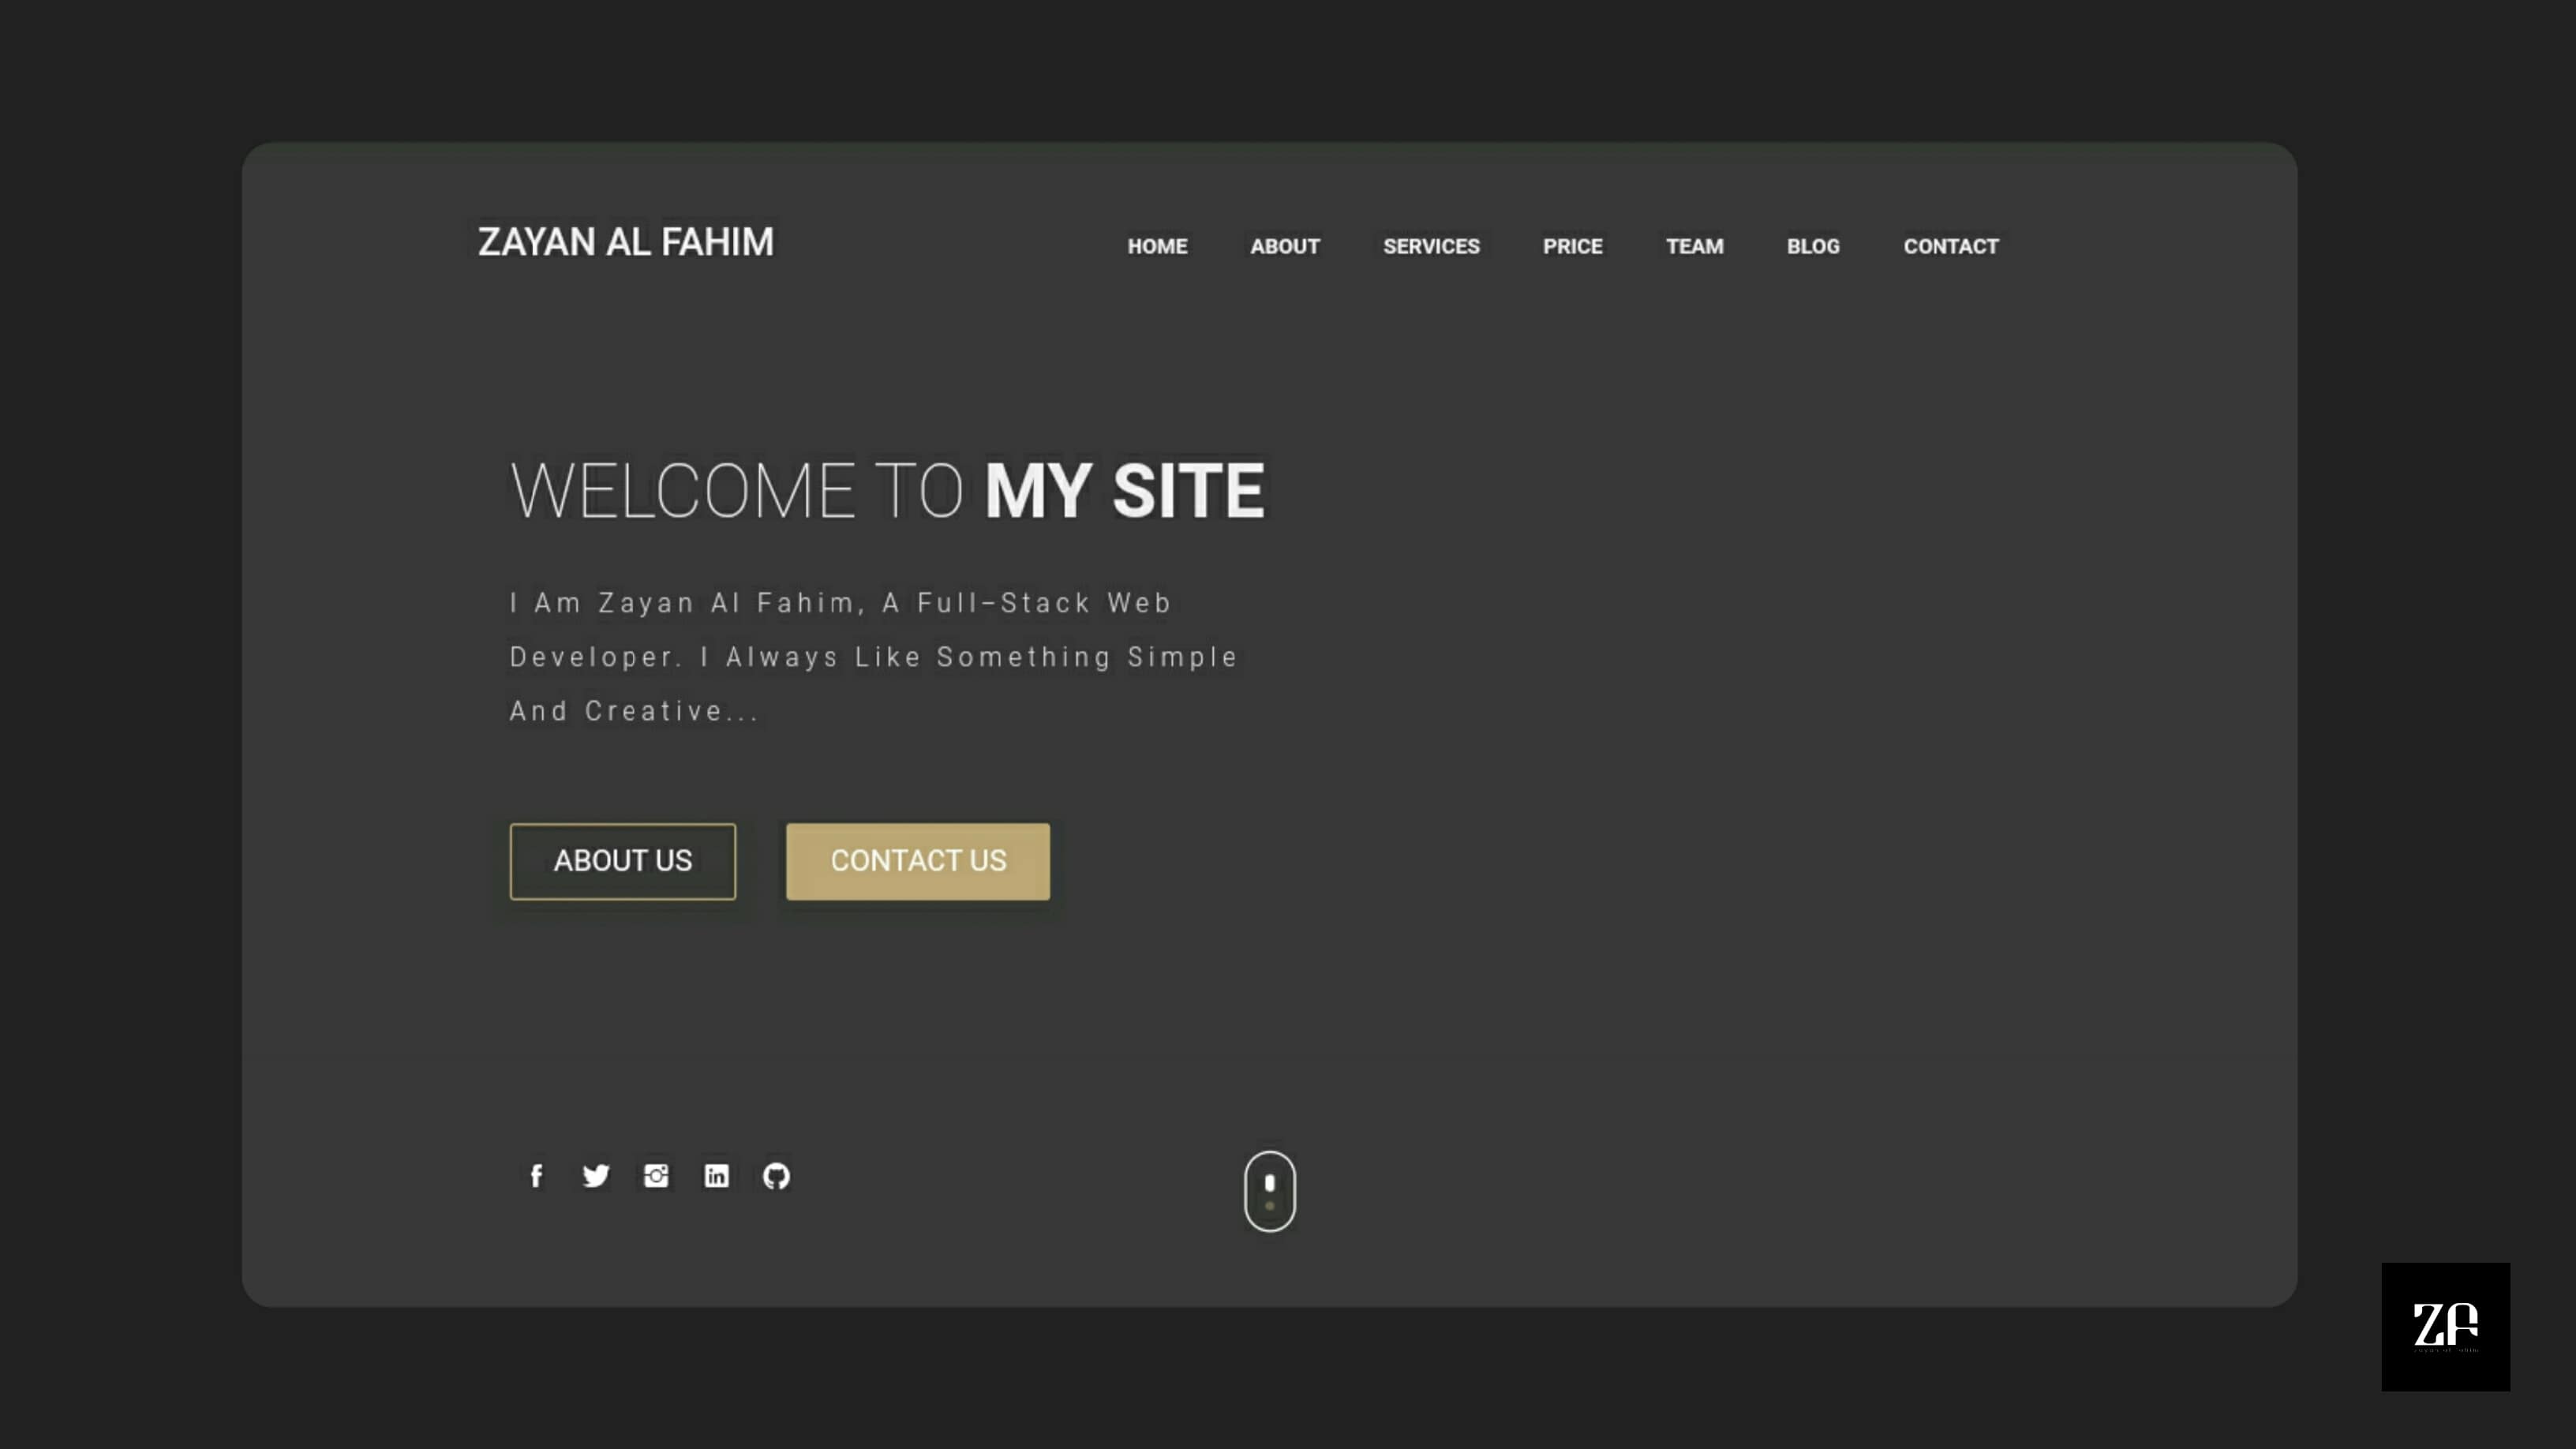 ZAYAN AL FAHIM
HOME ABOUT SERVICES PRICE TEAM BLOG CONTACT
WELCOME TO MY SITE
I Am Zayan Al Fahim, A Full-Stack Web
Developer. I Always Like Something Simple
And Creative...
ABOUT US CONTACT US
ZA